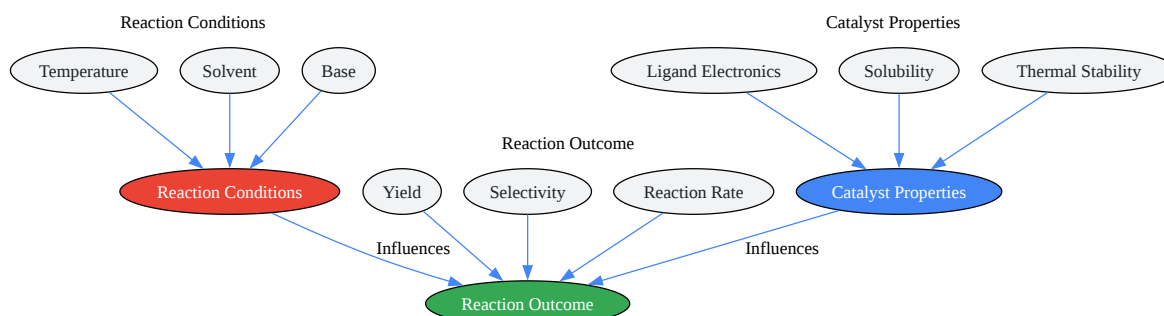 Reaction Conditions
Catalyst Properties
Temperature
Solvent
Base
Ligand Electronics
Solubility
Thermal Stability
Reaction Outcome
Reaction Conditions
Yield
Selectivity
Reaction Rate
Catalyst Properties
Influences
Influences
Reaction Outcome